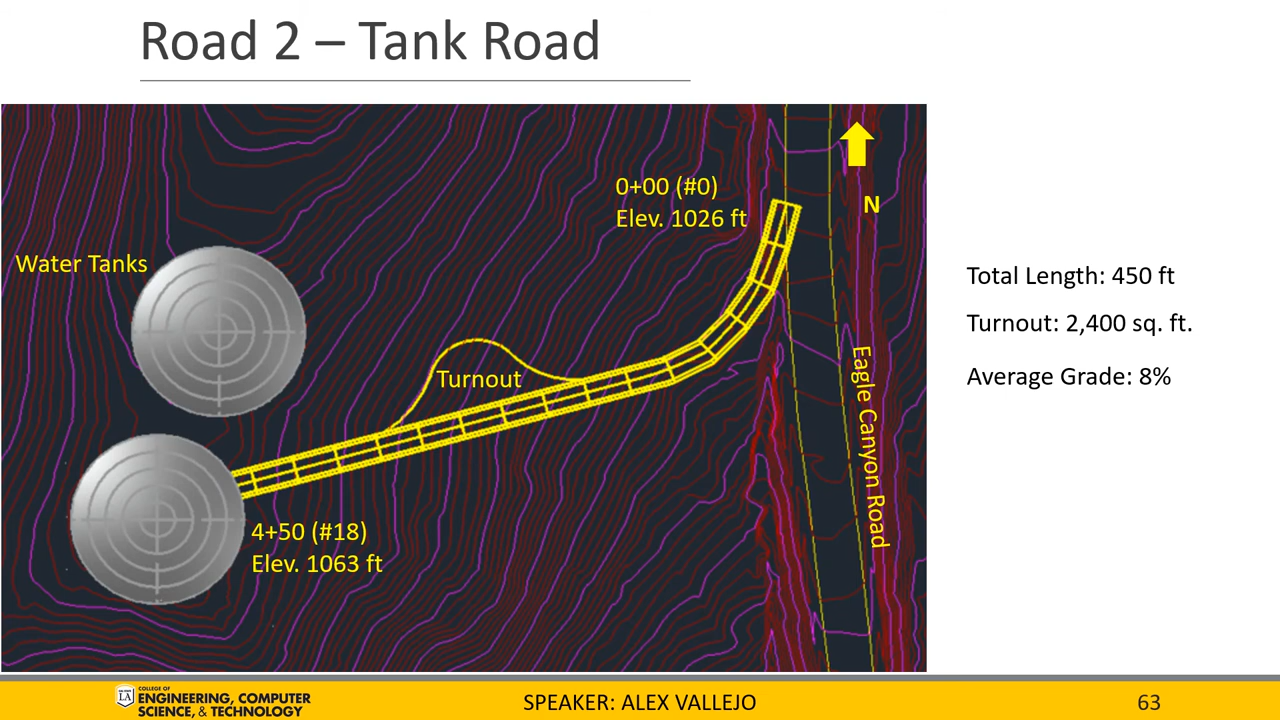 Road 2 – Tank Road
0+00 (#0)
Elev. 1026 ft
N
Water Tanks
Total Length: 450 ft
Turnout: 2,400 sq. ft.
Average Grade: 8%
Turnout
Eagle Canyon Road
4+50 (#18)
Elev. 1063 ft
LA
COLLEGE OF
ENGINEERING, COMPUTER
SCIENCE, & TECHNOLOGY
SPEAKER: ALEX VALLEJO
63